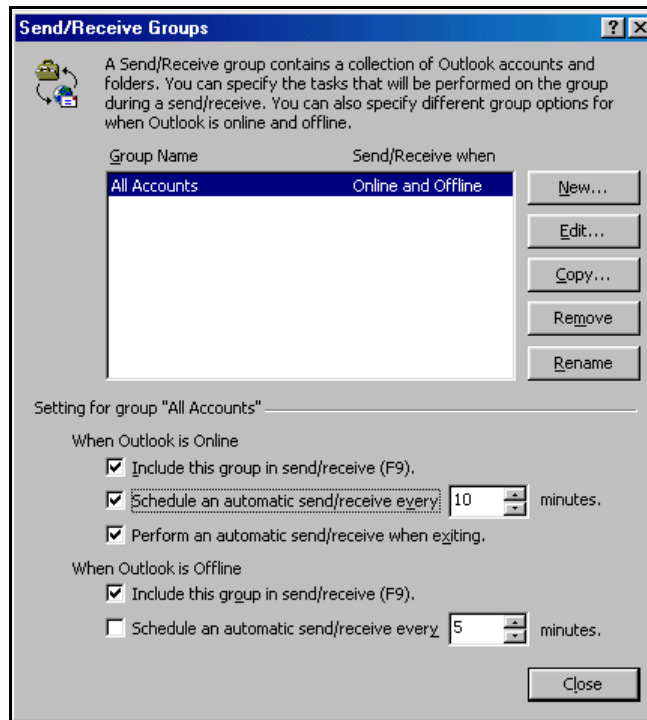 Send/Receive Groups
A Send/Receive group contains a collection of Outlook accounts and
folders. You can specify the tasks that will be performed on the group
during a send/receive. You can also specify different group options for
when Outlook is online and offline.
Group Name Send/Receive when
All Accounts Online and Offline
New...
Edit...
Copy...
Remove
Rename
Setting for group "All Accounts"
When Outlook is Online
Include this group in send/receive (F9).
Schedule an automatic send/receive every 10 minutes.
Perform an automatic send/receive when exiting.
When Outlook is Offline
Include this group in send/receive (F9).
Schedule an automatic send/receive every 5 minutes.
Close